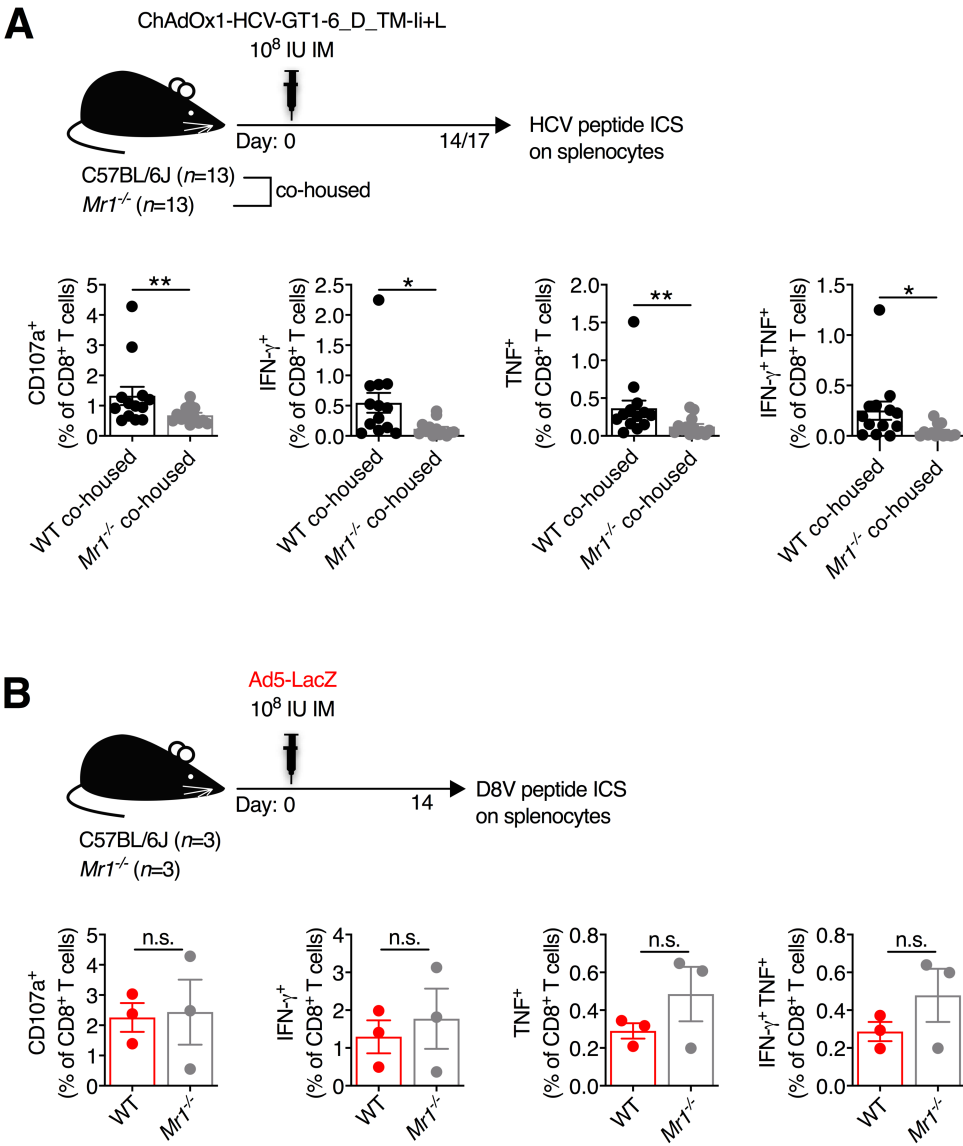 A
ChAdOx1-HCV-GT1-6_D_TM-Ii+L
10⁸ IU IM
Day: 0
14/17
HCV peptide ICS
on splenocytes
C57BL/6J (n=13)
Mr1⁻/⁻ (n=13)
co-housed
CD107a⁺
(% of CD8⁺ T cells)
5
4
3
2
1
0
**
WT co-housed
Mr1⁻/⁻ co-housed
IFN-γ⁺
(% of CD8⁺ T cells)
2.5
2.0
1.5
1.0
0.5
0.0
*
WT co-housed
Mr1⁻/⁻ co-housed
TNF⁺
(% of CD8⁺ T cells)
2.0
1.5
1.0
0.5
0.0
**
WT co-housed
Mr1⁻/⁻ co-housed
IFN-γ⁺ TNF⁺
(% of CD8⁺ T cells)
1.5
1.0
0.5
0.0
*
WT co-housed
Mr1⁻/⁻ co-housed
B
Ad5-LacZ
10⁸ IU IM
Day: 0
14
D8V peptide ICS
on splenocytes
C57BL/6J (n=3)
Mr1⁻/⁻ (n=3)
CD107a⁺
(% of CD8⁺ T cells)
5
4
3
2
1
0
n.s.
WT
Mr1⁻/⁻
IFN-γ⁺
(% of CD8⁺ T cells)
4
3
2
1
0
n.s.
WT
Mr1⁻/⁻
TNF⁺
(% of CD8⁺ T cells)
0.8
0.6
0.4
0.2
0.0
n.s.
WT
Mr1⁻/⁻
IFN-γ⁺ TNF⁺
(% of CD8⁺ T cells)
0.8
0.6
0.4
0.2
0.0
n.s.
WT
Mr1⁻/⁻